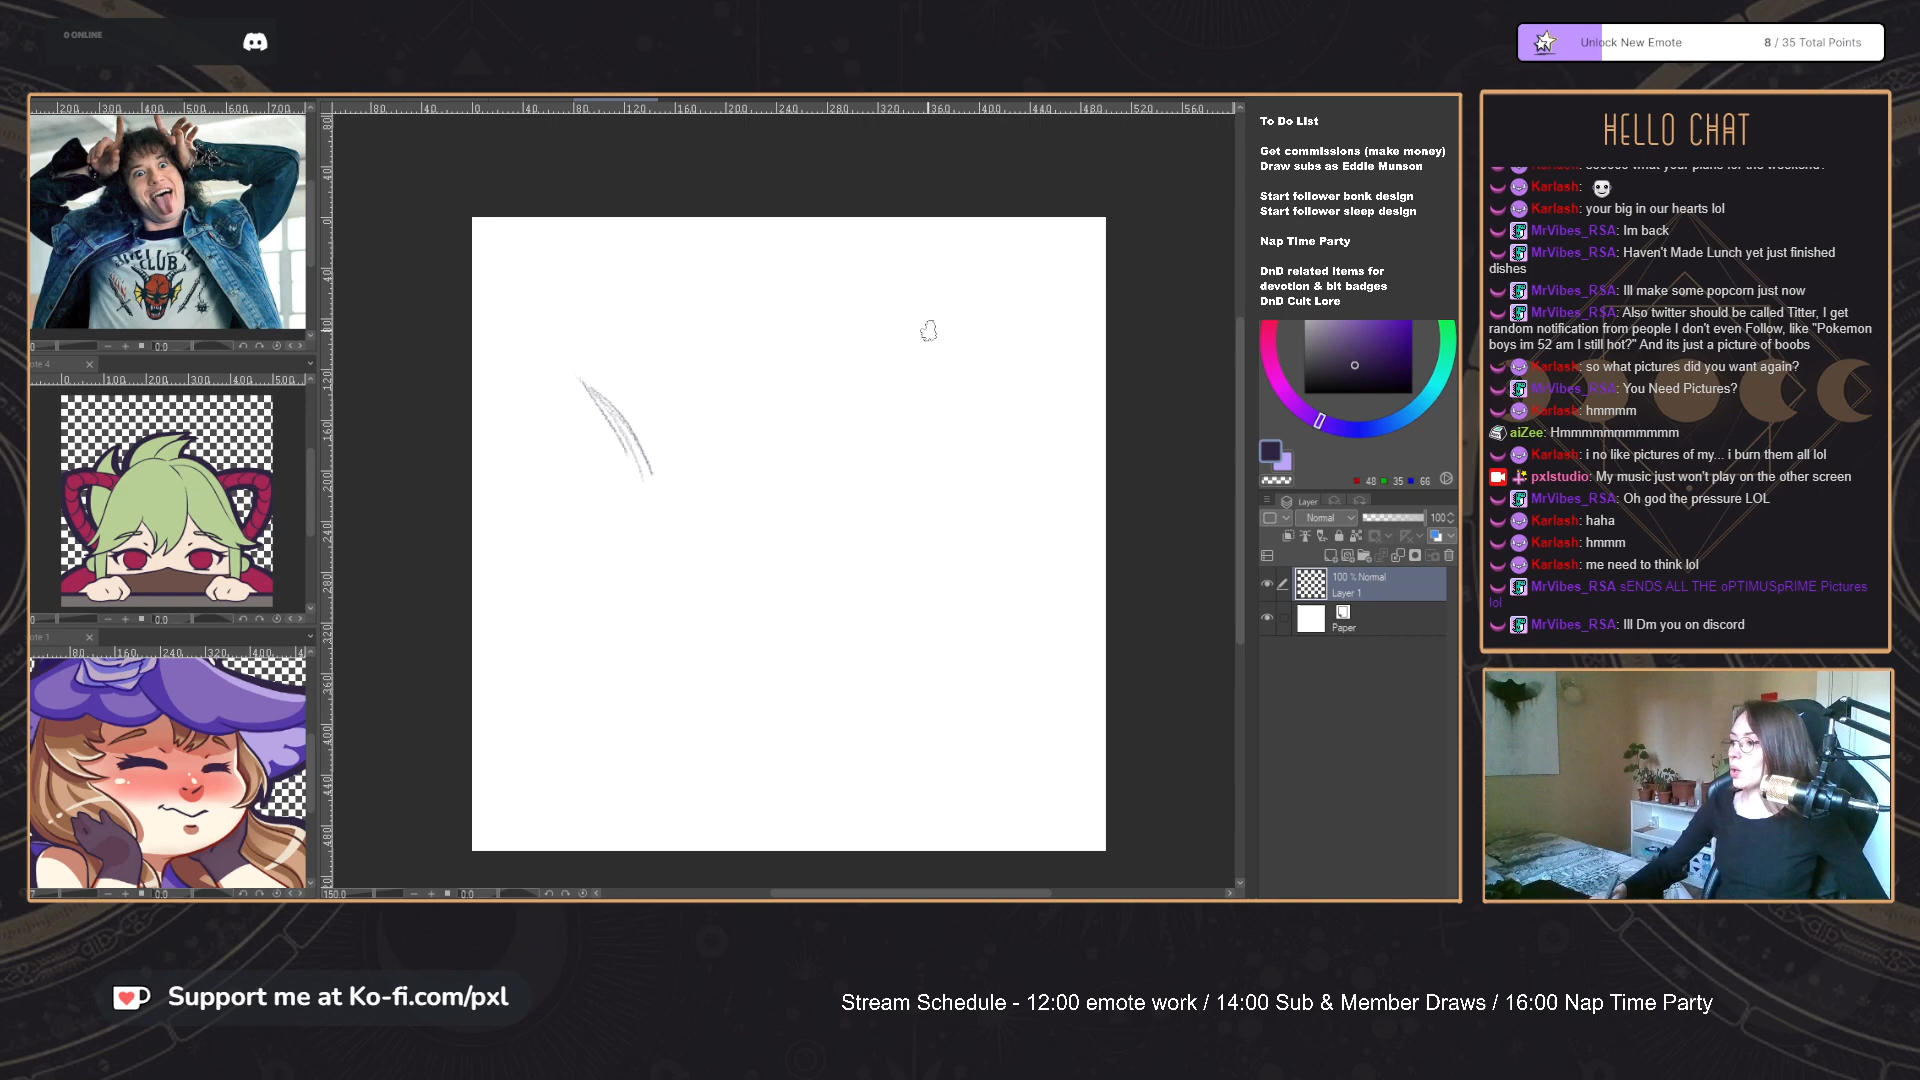 0 ONLINE
Unlock New Emote
8 / 35 Total Points
To Do List
Get commissions (make money)
Draw subs as Eddie Munson
Start follower bonk design
Start follower sleep design
Nap Time Party
DnD related items for
devotion & bit badges
DnD Cult Lore
48 35 66
Layer
Normal 100
100 % Normal
Layer 1
Paper
HELLO CHAT
Karlash:
Karlash: your big in our hearts lol
MrVibes_RSA: Im back
MrVibes_RSA: Haven't Made Lunch yet just finished
dishes
MrVibes_RSA: Ill make some popcorn just now
MrVibes_RSA: Also twitter should be called Titter, I get
random notification from people I don't even Follow, like "Pokemon
boys im 52 am I still hot?" And its just a picture of boobs
Karlash: so what pictures did you want again?
MrVibes_RSA: You Need Pictures?
Karlash: hmmmm
aiZee: Hmmmmmmmmmmm
Karlash: i no like pictures of my... i burn them all lol
pxlstudio: My music just won't play on the other screen
MrVibes_RSA: Oh god the pressure LOL
Karlash: haha
Karlash: hmmm
Karlash: me need to think lol
MrVibes_RSA sENDS ALL THE oPTIMUSpRIME Pictures
lol
MrVibes_RSA: Ill Dm you on discord
Support me at Ko-fi.com/pxl
Stream Schedule - 12:00 emote work / 14:00 Sub & Member Draws / 16:00 Nap Time Party